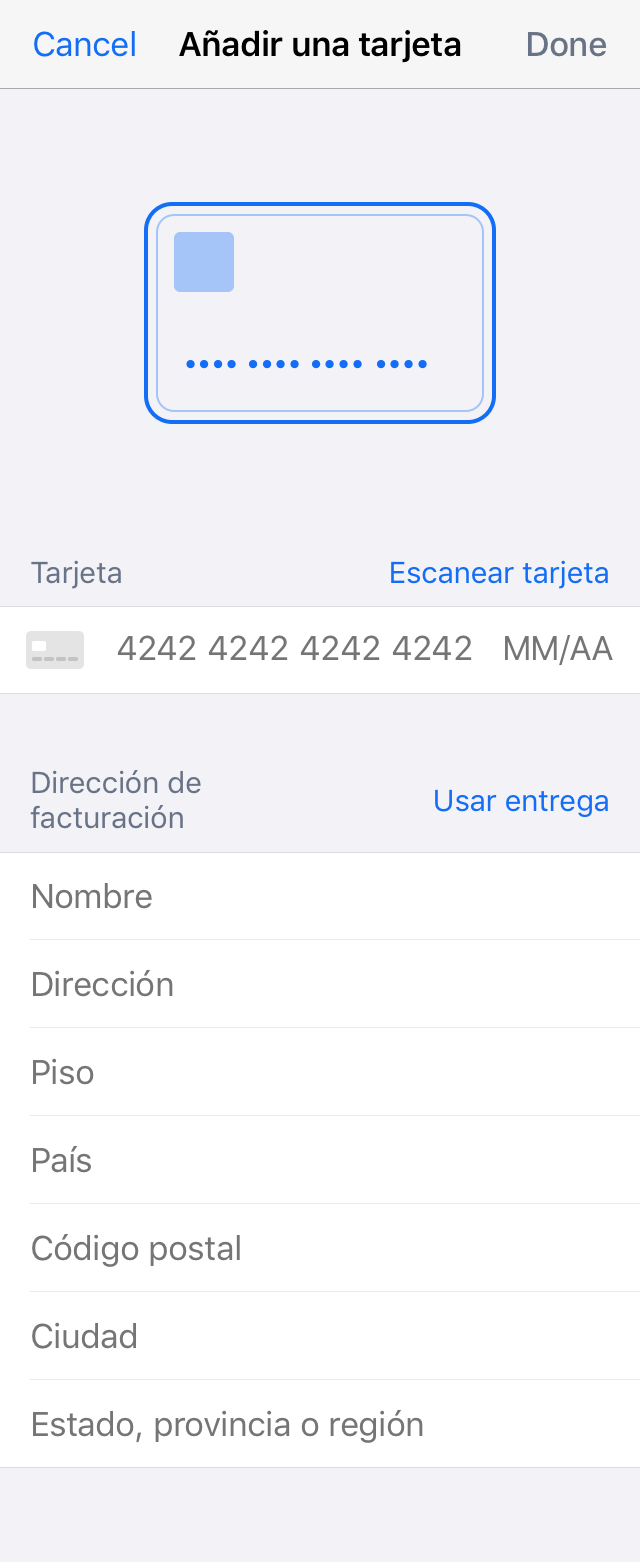 Cancel Añadir una tarjeta Done
•••• •••• •••• ••••
Tarjeta Escanear tarjeta
4242 4242 4242 4242 MM/AA
Dirección de
facturación
Usar entrega
Nombre
Dirección
Piso
País
Código postal
Ciudad
Estado, provincia o región